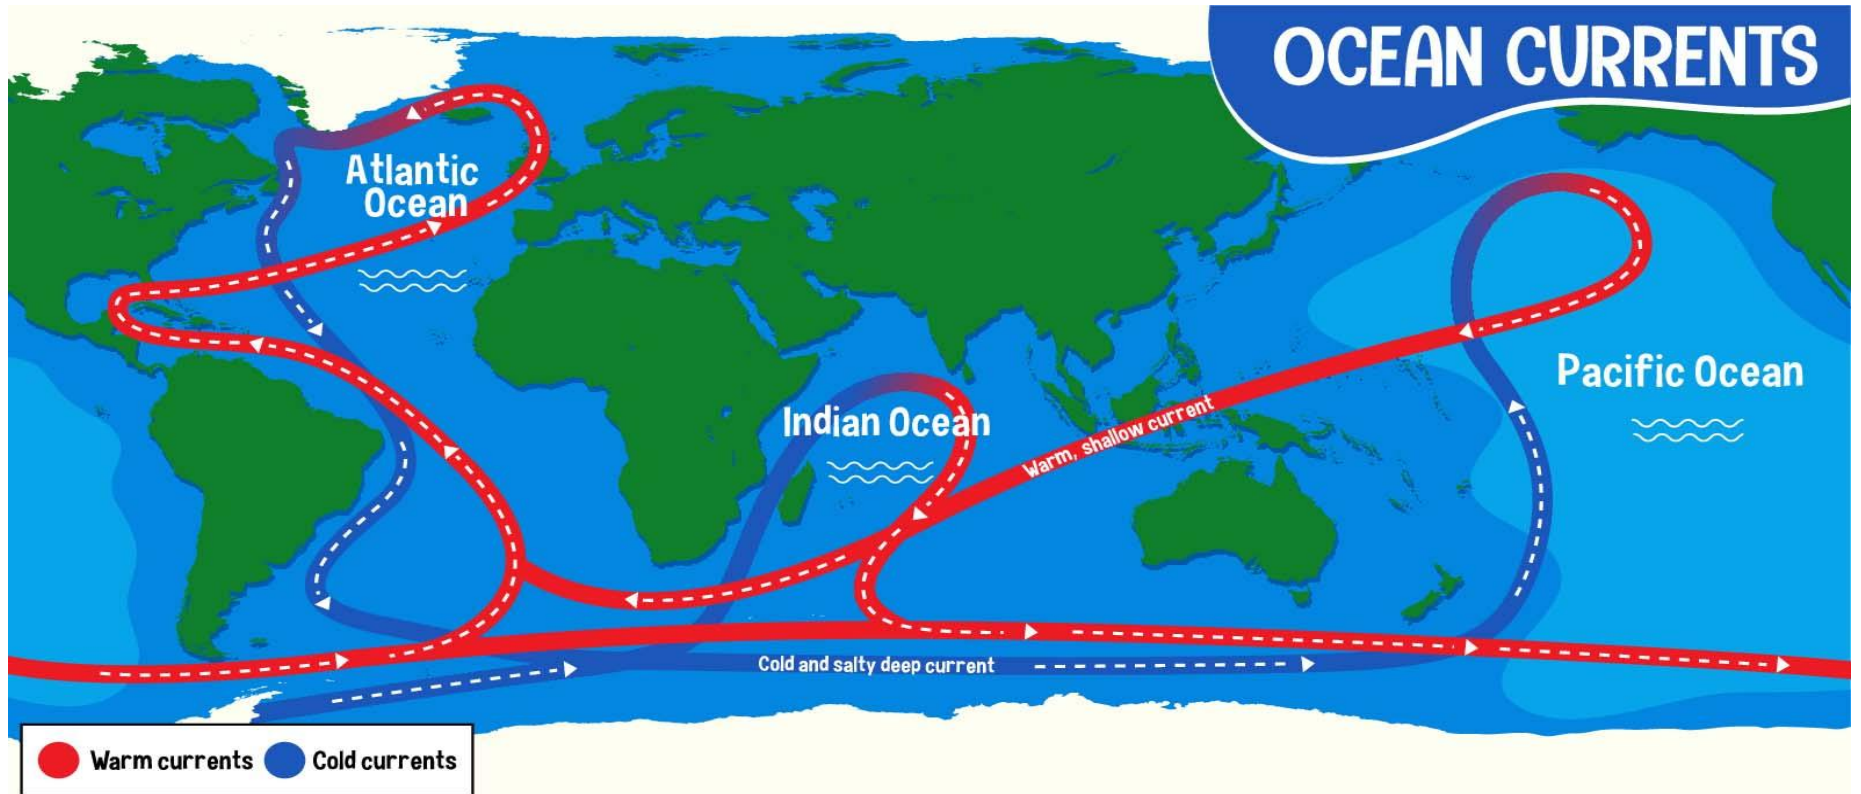 OCEAN CURRENTS
Atlantic
Ocean
Pacific Ocean
Indian Ocean
Warm, shallow current
Cold and salty deep current
Warm currents
Cold currents